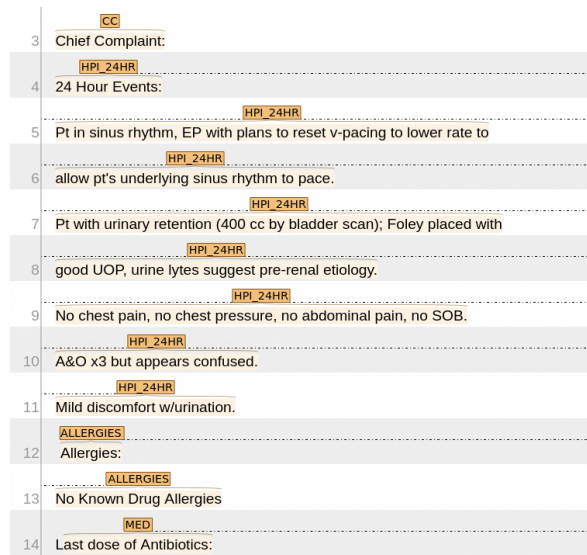 CC
3 Chief Complaint:
HPI_24HR
4 24 Hour Events:
HPI_24HR
5 Pt in sinus rhythm, EP with plans to reset v-pacing to lower rate to
HPI_24HR
6 allow pt's underlying sinus rhythm to pace.
HPI_24HR
7 Pt with urinary retention (400 cc by bladder scan); Foley placed with
HPI_24HR
8 good UOP, urine lytes suggest pre-renal etiology.
HPI_24HR
9 No chest pain, no chest pressure, no abdominal pain, no SOB.
HPI_24HR
10 A&O x3 but appears confused.
HPI_24HR
11 Mild discomfort w/urination.
ALLERGIES
12 Allergies:
ALLERGIES
13 No Known Drug Allergies
MED
14 Last dose of Antibiotics: